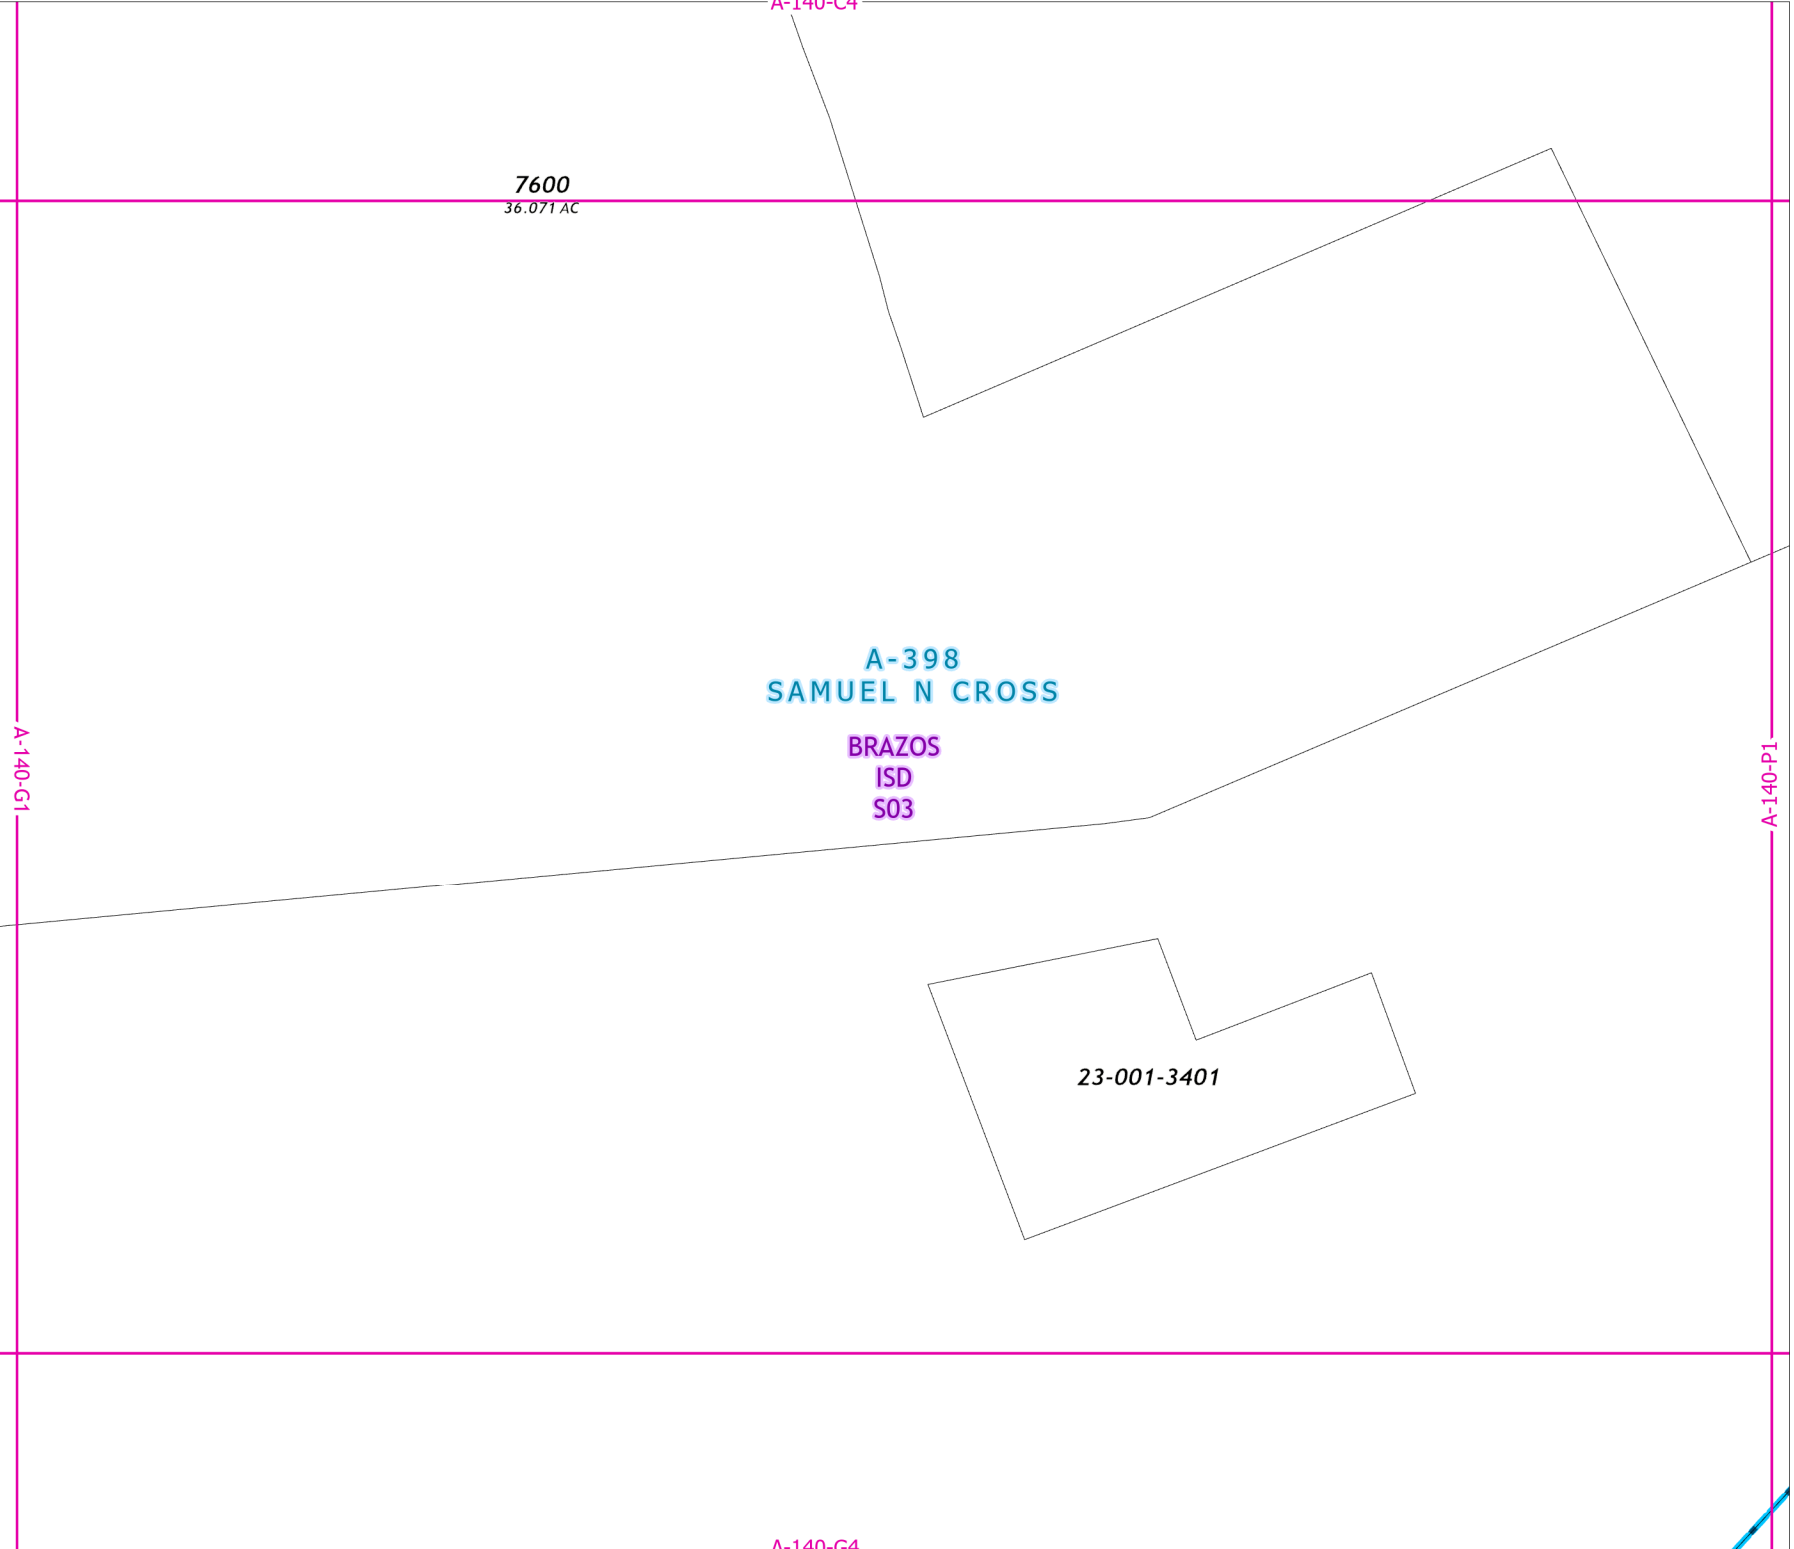 A-140-C4
7600
36.071 AC
A-398
SAMUEL N CROSS
BRAZOS
ISD
S03
A-140-G1
A-140-P1
23-001-3401
A-140-G4